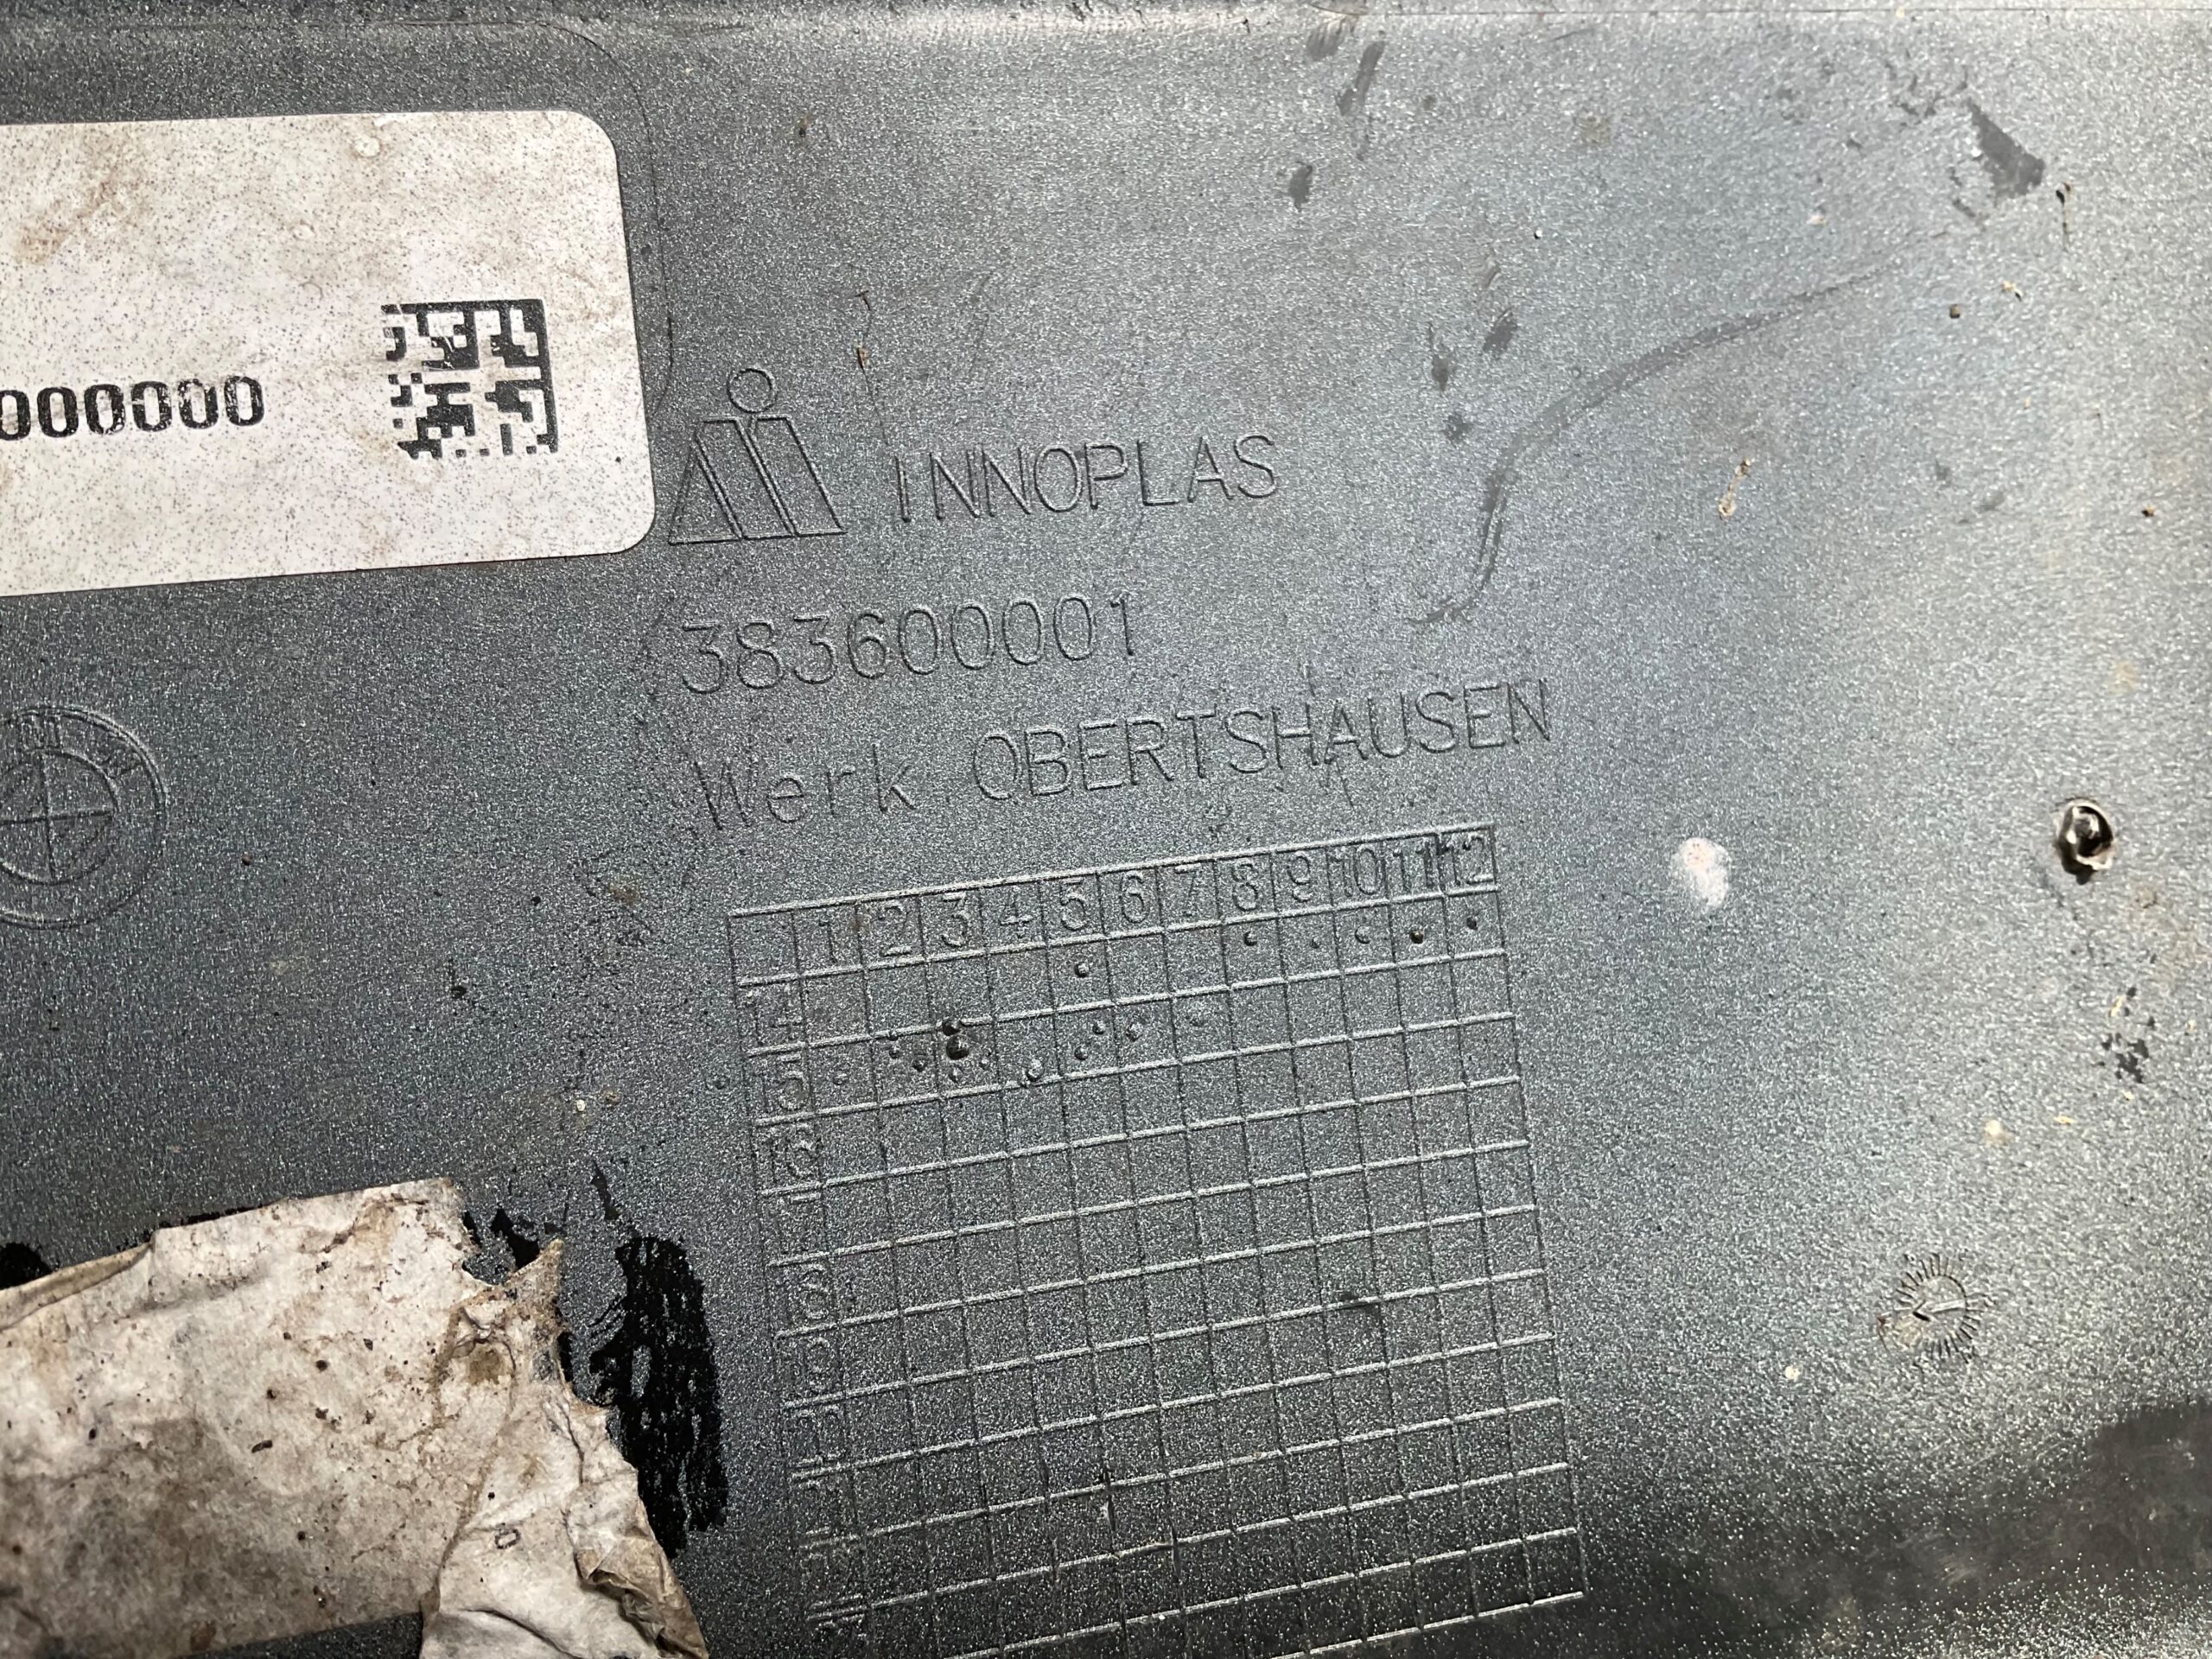 000000
INNOPLAS
383600001
Werk OBERTSHAUSEN
1 2 3 4 5 6 7 8 9 10 11 12
14
15